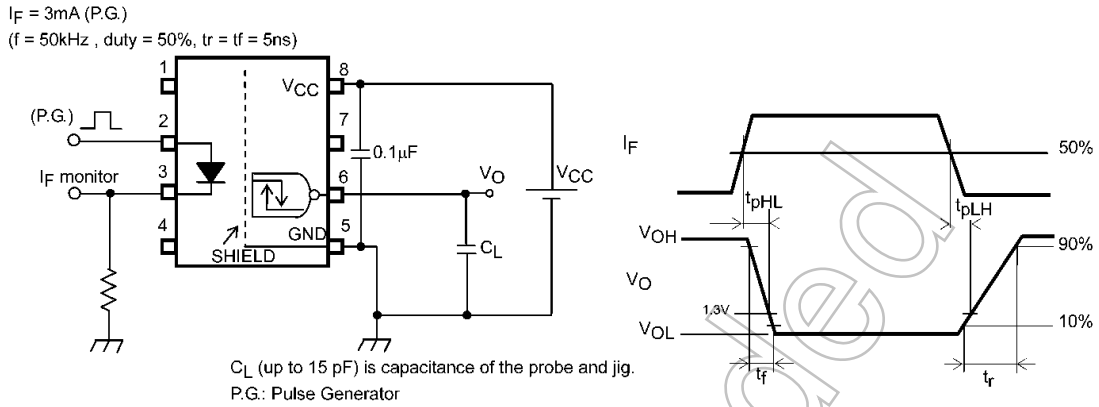 IF = 3mA (P.G.)
(f = 50kHz , duty = 50%, tr = tf = 5ns)
1
8
VCC
(P.G.)
2
7
0.1μF
IF monitor
3
6
VO
VCC
4
GND
5
SHIELD
CL
CL (up to 15 pF) is capacitance of the probe and jig.
P.G.: Pulse Generator
IF
50%
tpHL
tpLH
VOH
90%
VO
1.3V
VOL
10%
tf
tr
ded